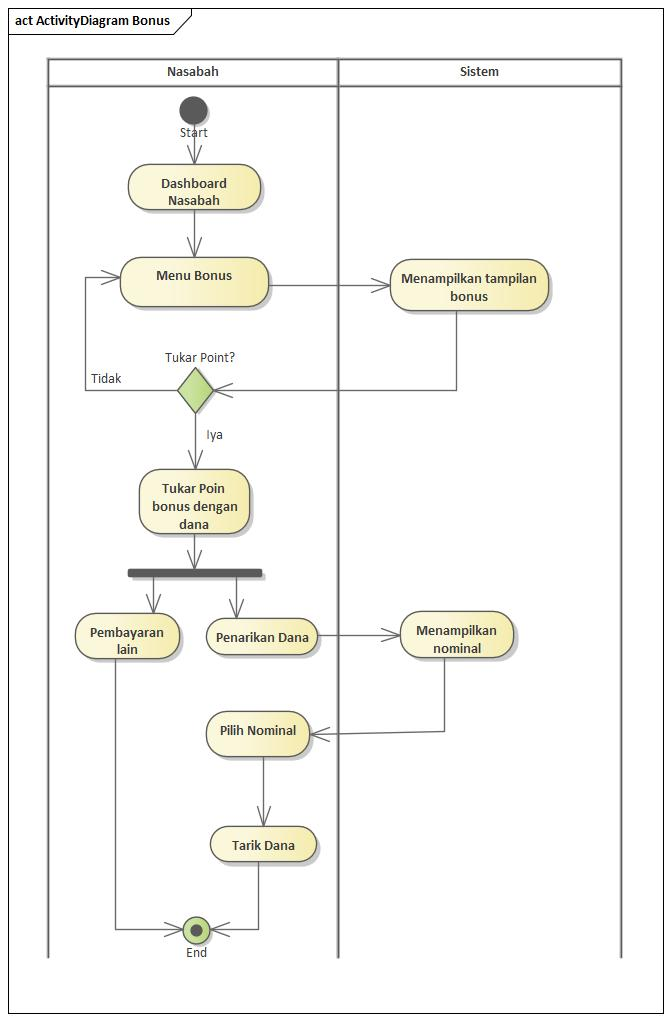 act ActivityDiagram Bonus
Nasabah
Sistem
Start
Dashboard
Nasabah
Menu Bonus
Menampilkan tampilan
bonus
Tukar Point?
Tidak
Iya
Tukar Poin
bonus dengan
dana
Pembayaran
lain
Penarikan Dana
Menampilkan
nominal
Pilih Nominal
Tarik Dana
End